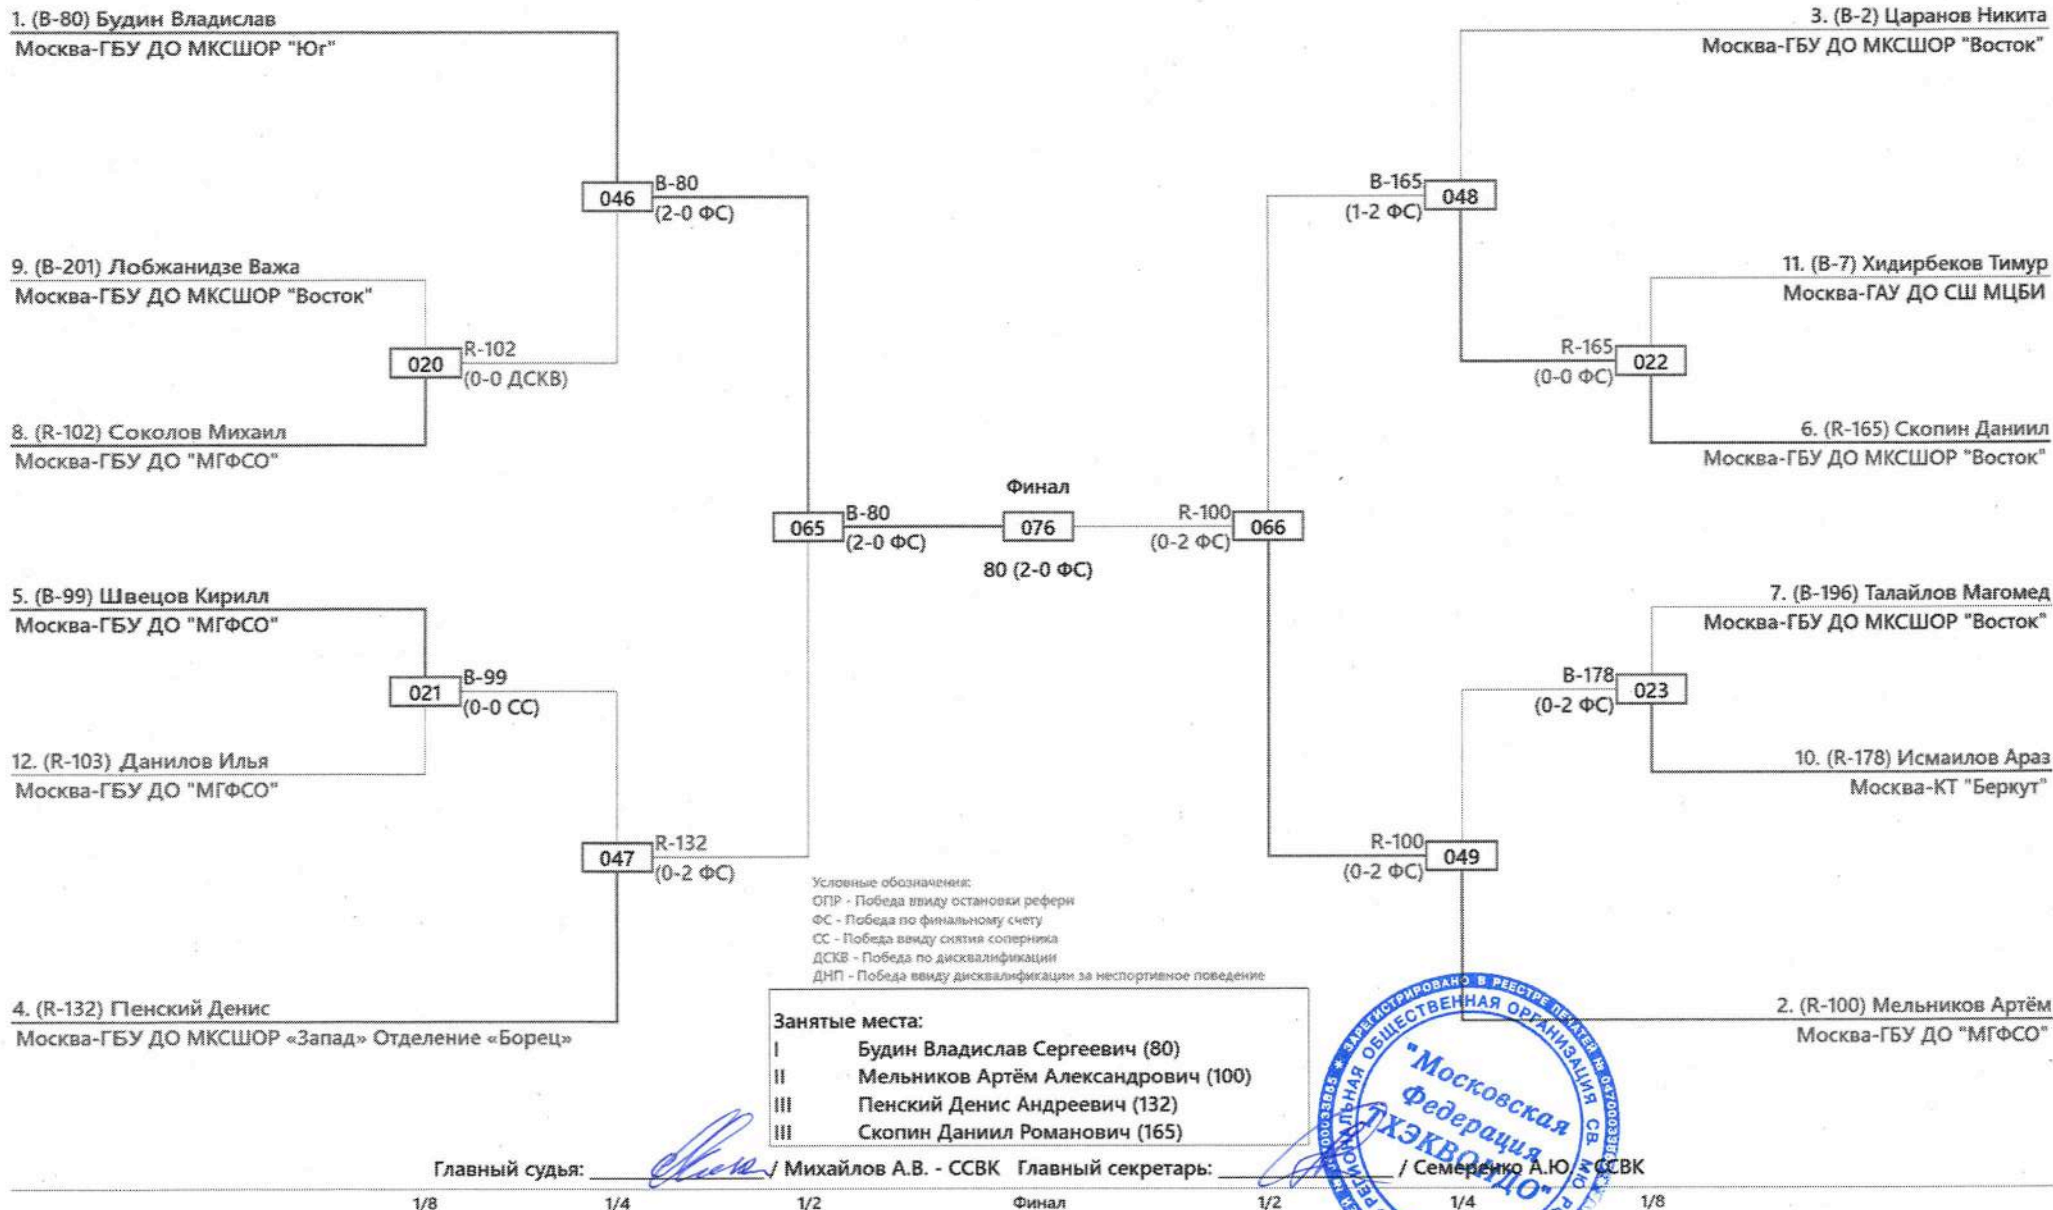 1. (B-80) Будин Владислав
Москва-ГБУ ДО МКСШОР "Юг"
046
B-80
(2-0 ФС)
9. (B-201) Лобжанидзе Важа
Москва-ГБУ ДО МКСШОР "Восток"
020
R-102
(0-0 ДСКВ)
8. (R-102) Соколов Михаил
Москва-ГБУ ДО "МГФСО"
065
B-80
(2-0 ФС)
5. (B-99) Швецов Кирилл
Москва-ГБУ ДО "МГФСО"
021
B-99
(0-0 СС)
12. (R-103) Данилов Илья
Москва-ГБУ ДО "МГФСО"
047
R-132
(0-2 ФС)
4. (R-132) Пенский Денис
Москва-ГБУ ДО МКСШОР «Запад» Отделение «Борец»
Финал
076
80 (2-0 ФС)
3. (B-2) Царанов Никита
Москва-ГБУ ДО МКСШОР "Восток"
B-165
(1-2 ФС)
048
11. (B-7) Хидирбеков Тимур
Москва-ГАУ ДО СШ МЦБИ
R-165
(0-0 ФС)
022
6. (R-165) Скопин Даниил
Москва-ГБУ ДО МКСШОР "Восток"
R-100
(0-2 ФС)
066
7. (B-196) Талайлов Магомед
Москва-ГБУ ДО МКСШОР "Восток"
B-178
(0-2 ФС)
023
10. (R-178) Исмаилов Араз
Москва-КТ "Беркут"
R-100
(0-2 ФС)
049
2. (R-100) Мельников Артём
Москва-ГБУ ДО "МГФСО"
Условные обозначения:
ОПР - Победа ввиду остановки рефери
ФС - Победа по финальному счету
СС - Победа ввиду снятия соперника
ДСКВ - Победа по дисквалификации
ДНП - Победа ввиду дисквалификации за неспортивное поведение
Занятые места:
I Будин Владислав Сергеевич (80)
II Мельников Артём Александрович (100)
III Пенский Денис Андреевич (132)
III Скопин Даниил Романович (165)
ЗАРЕГИСТРИРОВАНО В РЕЕСТРЕ ПЕЧАТЕЙ №
РЕГИОНАЛЬНАЯ ОБЩЕСТВЕННАЯ ОРГАНИЗАЦИЯ
"Московская
Федерация
ТХЭКВОНДО"
Главный судья: / Михайлов А.В. - ССВК Главный секретарь: / Семеренко А.Ю. - ССВК
1/8 1/4 1/2 Финал 1/2 1/4 1/8